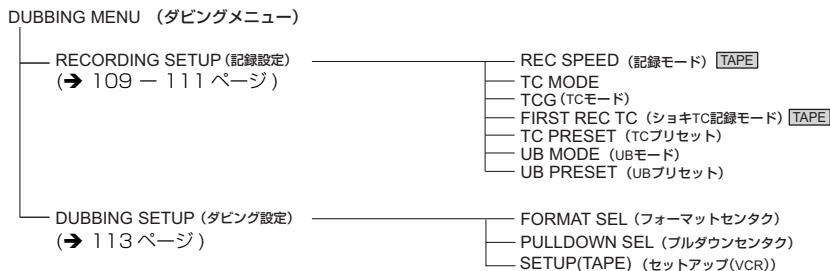 DUBBING MENU （ダビングメニュー）
RECORDING SETUP（記録設定）
（➔ 109 － 111 ページ）
REC SPEED（記録モード） TAPE
TC MODE
TCG（TCモード）
FIRST REC TC（ショキTC記録モード） TAPE
TC PRESET（TCプリセット）
UB MODE（UBモード）
UB PRESET（UBプリセット）
DUBBING SETUP（ダビング設定）
（➔ 113 ページ）
FORMAT SEL（フォーマットセンタク）
PULLDOWN SEL（プルダウンセンタク）
SETUP(TAPE)（セットアップ(VCR)）